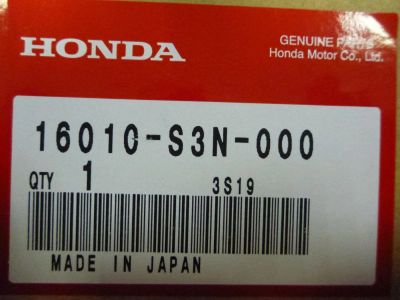 HONDA
GENUINE PARTS
Honda Motor Co., Ltd.
16010-S3N-000
QTY 1 3S19
MADE IN JAPAN